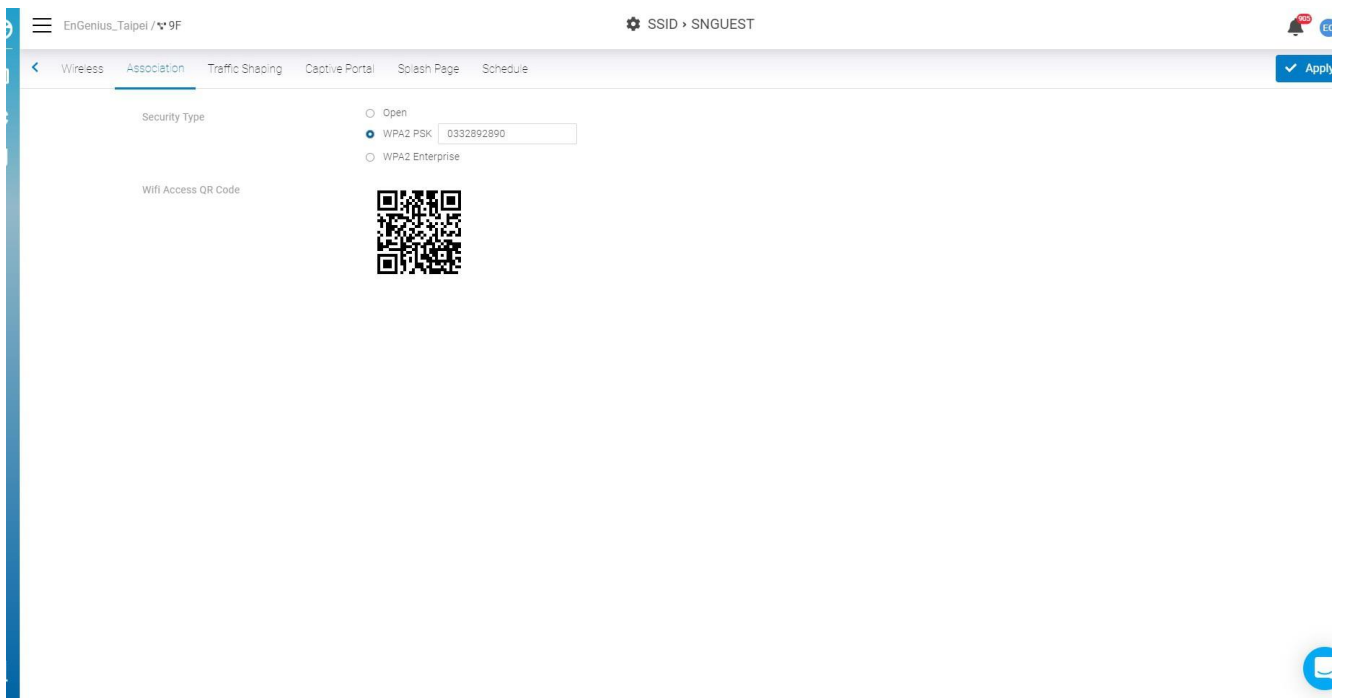 EnGenius_Taipei / 9F
SSID › SNGUEST
905
Wireless Association Traffic Shaping Captive Portal Splash Page Schedule
Apply
Security Type
Open
WPA2 PSK 0332892890
WPA2 Enterprise
Wifi Access QR Code